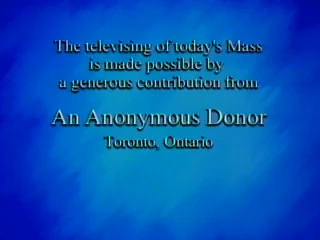 The televising of today's Mass
is made possible by
a generous contribution from
An Anonymous Donor
Toronto, Ontario